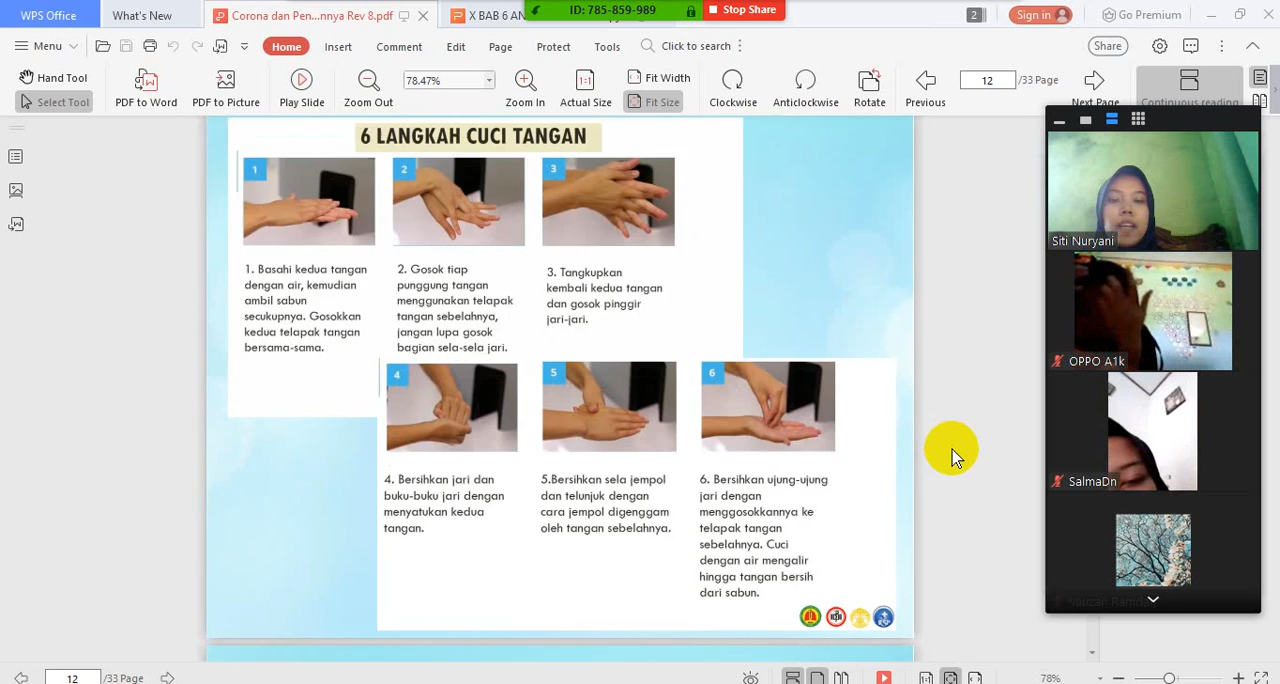 WPS Office
What's New
Corona dan Pen...nnya Rev 8.pdf
X BAB 6 AN
ID: 785-859-989
Stop Share
2
Sign in
Go Premium
Menu
Home
Insert
Comment
Edit
Page
Protect
Tools
Click to search
Share
Hand Tool
Select Tool
PDF to Word
PDF to Picture
Play Slide
Zoom Out
78.47%
Zoom In
1:1
Actual Size
Fit Width
Fit Size
Clockwise
Anticlockwise
Rotate
Previous
12
/33 Page
Next Page
Continuous reading
6 LANGKAH CUCI TANGAN
1
2
3
1. Basahi kedua tangan
dengan air, kemudian
ambil sabun
secukupnya. Gosokkan
kedua telapak tangan
bersama-sama.
2. Gosok tiap
punggung tangan
menggunakan telapak
tangan sebelahnya,
jangan lupa gosok
bagian sela-sela jari.
3. Tangkupkan
kembali kedua tangan
dan gosok pinggir
jari-jari.
4
5
6
4. Bersihkan jari dan
buku-buku jari dengan
menyatukan kedua
tangan.
5.Bersihkan sela jempol
dan telunjuk dengan
cara jempol digenggam
oleh tangan sebelahnya.
6. Bersihkan ujung-ujung
jari dengan
menggosokkannya ke
telapak tangan
sebelahnya. Cuci
dengan air mengalir
hingga tangan bersih
dari sabun.
Siti Nuryani
OPPO A1k
SalmaDn
12
/33 Page
78%